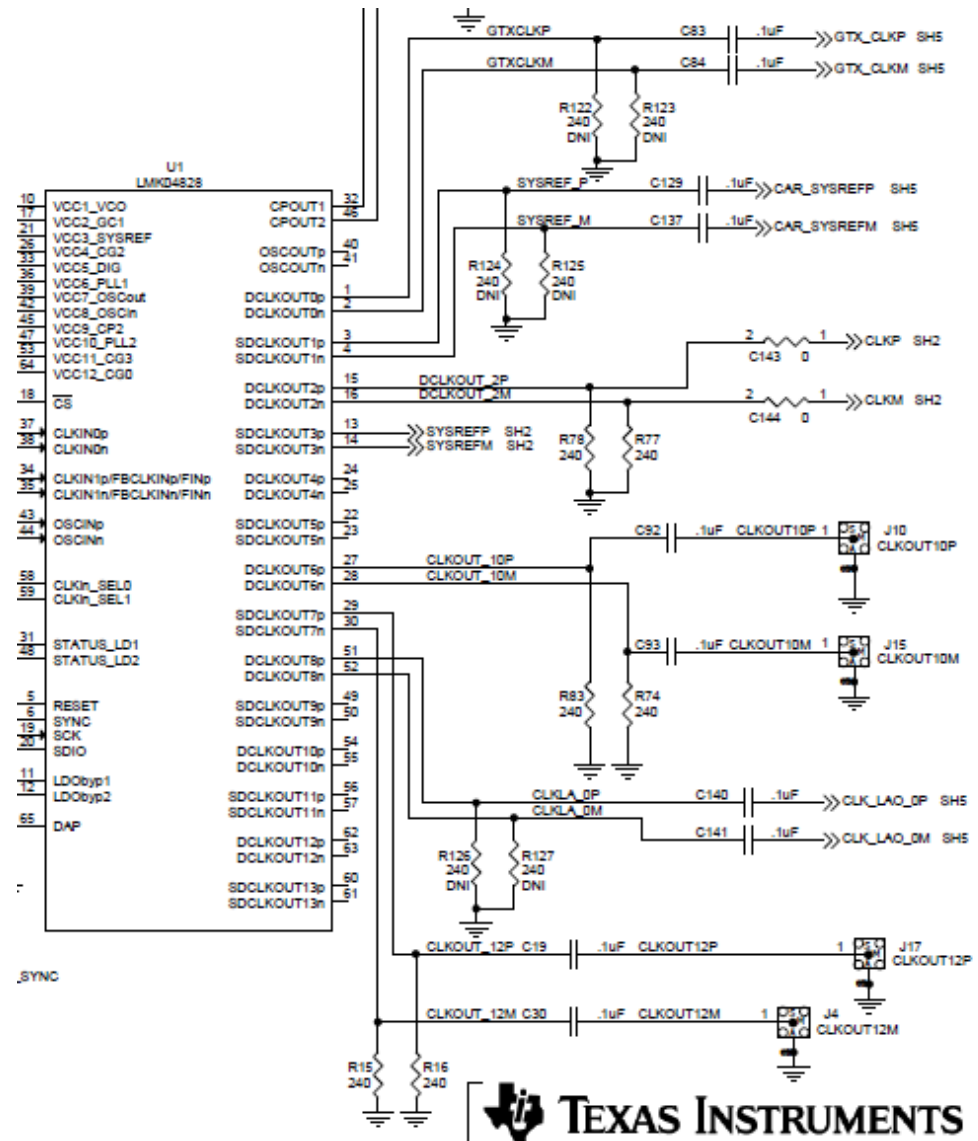 GTXCLKP C83 .1uF GTX_CLKP SH5
GTXCLKM C84 .1uF GTX_CLKM SH5
R122 R123
240 240
DNI DNI
U1
LMK04828
SYSREF_P C129 .1uF CAR_SYSREFP SH5
SYSREF_M C137 .1uF CAR_SYSREFM SH5
R124 R125
240 240
DNI DNI
10 VCC1_VCO
17 VCC2_GC1
21 VCC3_SYSREF
26 VCC4_CG2
33 VCC5_DIG
36 VCC6_PLL1
39 VCC7_OSCout
42 VCC8_OSCin
45 VCC9_CP2
47 VCC10_PLL2
53 VCC11_CG3
64 VCC12_CG0
18 CS
37 CLKIN0p
38 CLKIN0n
34 CLKIN1p/FBCLKINp/FINp
35 CLKIN1n/FBCLKINn/FINn
43 OSCINp
44 OSCINn
58 CLKin_SEL0
59 CLKin_SEL1
31 STATUS_LD1
48 STATUS_LD2
5 RESET
6 SYNC
19 SCK
20 SDIO
11 LDObyp1
12 LDObyp2
65 DAP
CPOUT1 32
CPOUT2 46
OSCOUTp 40
OSCOUTn 41
DCLKOUT0p 1
DCLKOUT0n 2
SDCLKOUT1p 3
SDCLKOUT1n 4
DCLKOUT2p 15
DCLKOUT2n 16
SDCLKOUT3p 13
SDCLKOUT3n 14
DCLKOUT4p 24
DCLKOUT4n 25
SDCLKOUT5p 22
SDCLKOUT5n 23
DCLKOUT6p 27
DCLKOUT6n 28
SDCLKOUT7p 29
SDCLKOUT7n 30
DCLKOUT8p 51
DCLKOUT8n 52
SDCLKOUT9p 49
SDCLKOUT9n 50
DCLKOUT10p 54
DCLKOUT10n 55
SDCLKOUT11p 56
SDCLKOUT11n 57
DCLKOUT12p 62
DCLKOUT12n 63
SDCLKOUT13p 60
SDCLKOUT13n 61
2 1 CLKP SH2
C143 0
DCLKOUT_2P
DCLKOUT_2M
2 1 CLKM SH2
C144 0
SYSREFP SH2
SYSREFM SH2
R78 R77
240 240
CLKOUT_10P
CLKOUT_10M
C92 .1uF CLKOUT10P 1 J10
CLKOUT10P
C93 .1uF CLKOUT10M 1 J15
CLKOUT10M
R83 R74
240 240
CLKLA_0P C140 .1uF CLK_LAO_0P SH5
CLKLA_0M C141 .1uF CLK_LAO_0M SH5
R126 R127
240 240
DNI DNI
CLKOUT_12P C19 .1uF CLKOUT12P 1 J17
CLKOUT12P
_SYNC
CLKOUT_12M C30 .1uF CLKOUT12M 1 J4
CLKOUT12M
R15 R16
240 240
TEXAS INSTRUMENTS